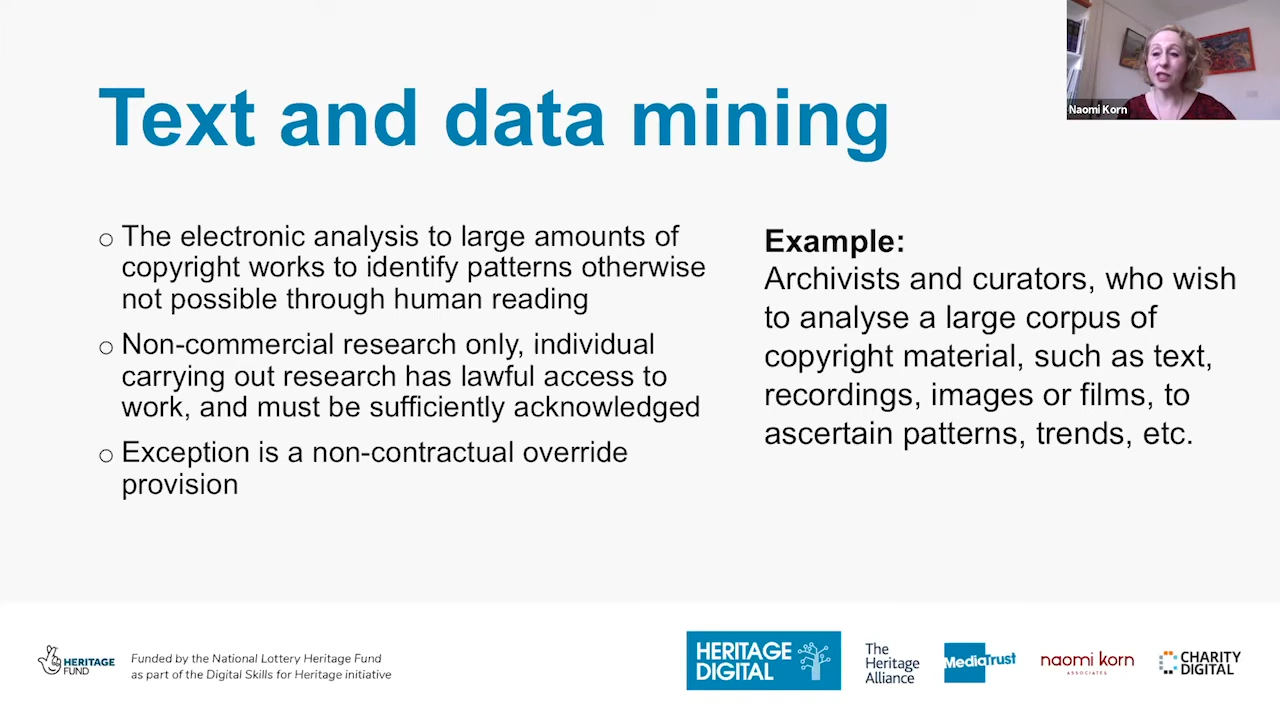 Text and data mining
Naomi Korn
o The electronic analysis to large amounts of
copyright works to identify patterns otherwise
not possible through human reading
o Non-commercial research only, individual
carrying out research has lawful access to
work, and must be sufficiently acknowledged
o Exception is a non-contractual override
provision
Example:
Archivists and curators, who wish
to analyse a large corpus of
copyright material, such as text,
recordings, images or films, to
ascertain patterns, trends, etc.
HERITAGE
FUND
Funded by the National Lottery Heritage Fund
as part of the Digital Skills for Heritage initiative
HERITAGE
DIGITAL
The
Heritage
Alliance
MediaTrust
naomi korn
ASSOCIATES
CHARITY
DIGITAL